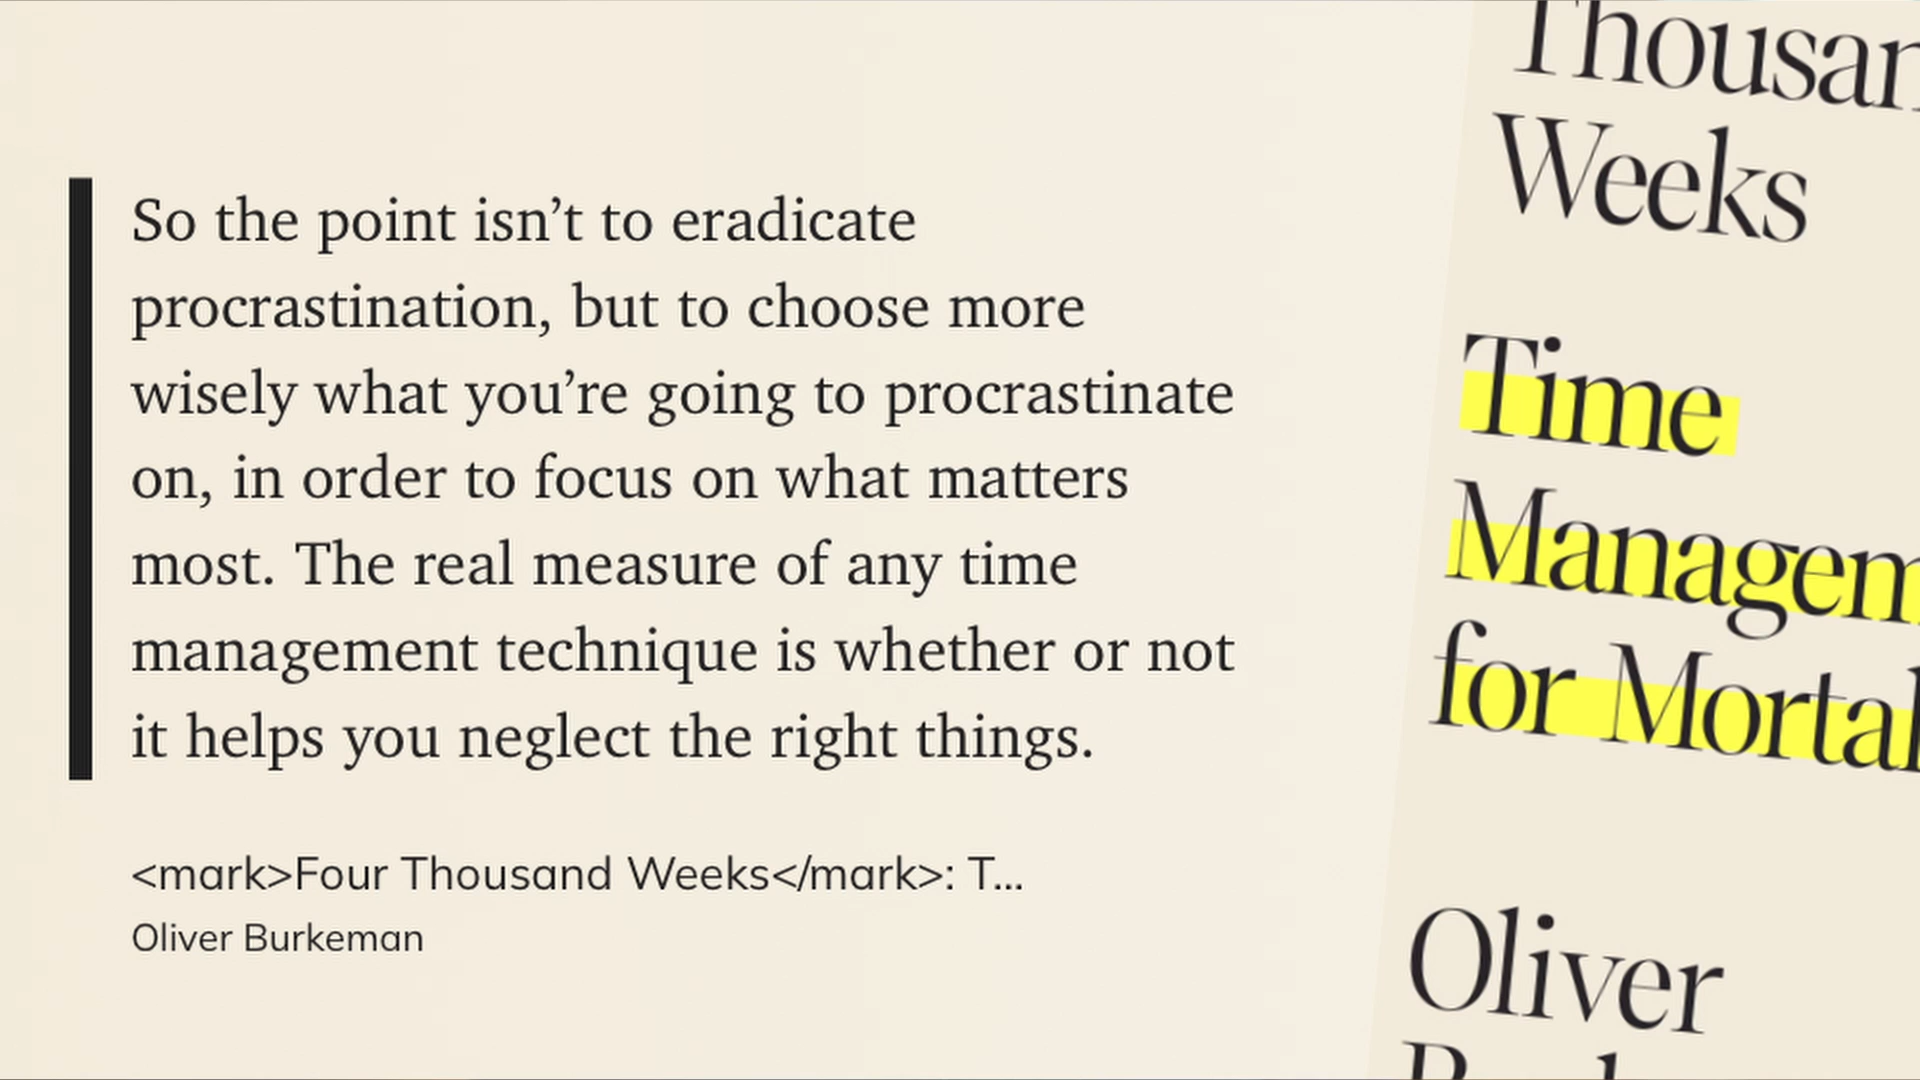 So the point isn’t to eradicate
procrastination, but to choose more
wisely what you’re going to procrastinate
on, in order to focus on what matters
most. The real measure of any time
management technique is whether or not
it helps you neglect the right things.
<mark>Four Thousand Weeks</mark>: T...
Oliver Burkeman
Weeks
Time
for
Oliver